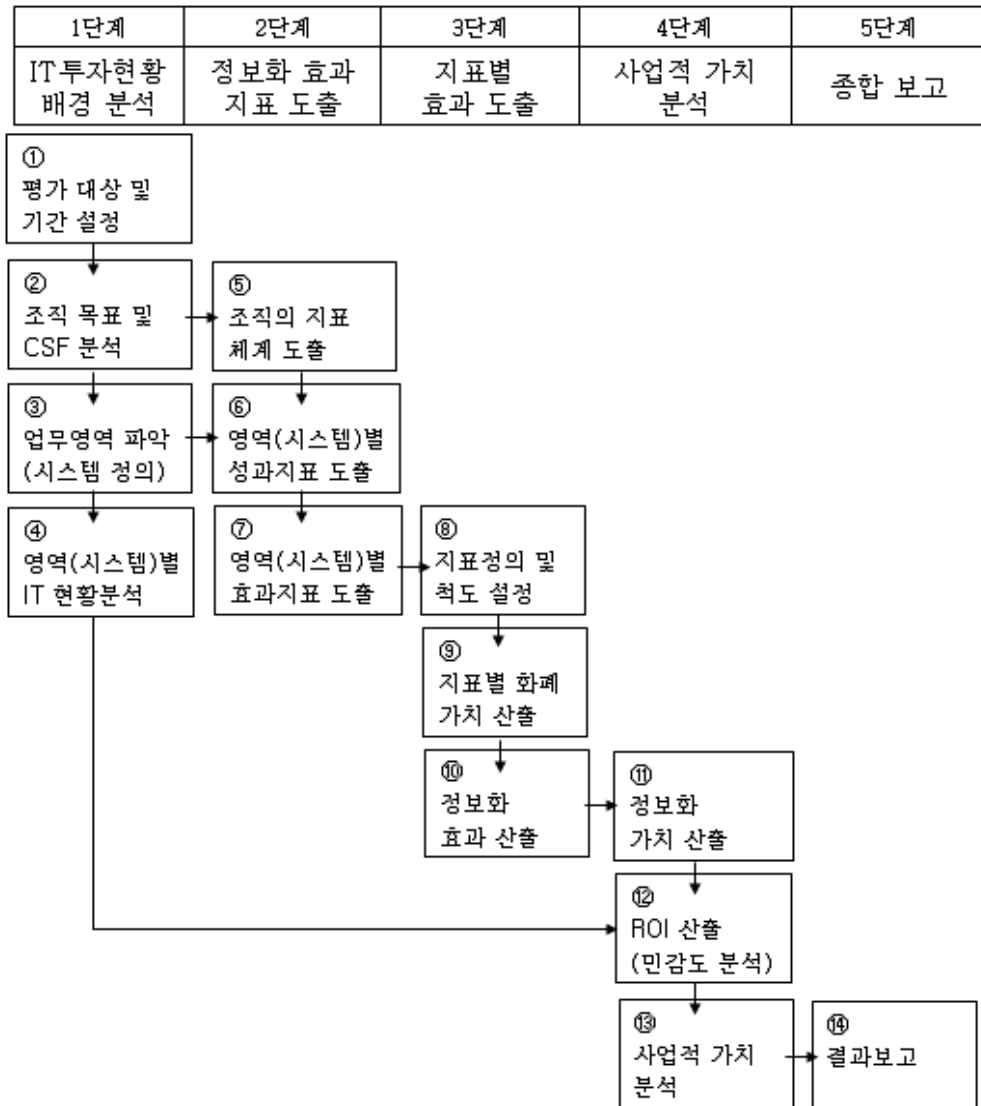 1단계 2단계 3단계 4단계 5단계
IT투자현황 배경 분석
정보화 효과 지표 도출
지표별 효과 도출
사업적 가치 분석
종합 보고
①
평가 대상 및
기간 설정
②
조직 목표 및
CSF 분석
⑤
조직의 지표
체계 도출
③
업무영역 파악
(시스템 정의)
⑥
영역(시스템)별
성과지표 도출
④
영역(시스템)별
IT 현황분석
⑦
영역(시스템)별
효과지표 도출
⑧
지표정의 및
척도 설정
⑨
지표별 화폐
가치 산출
⑩
정보화
효과 산출
⑪
정보화
가치 산출
⑫
ROI 산출
(민감도 분석)
⑬
사업적 가치
분석
⑭
결과보고